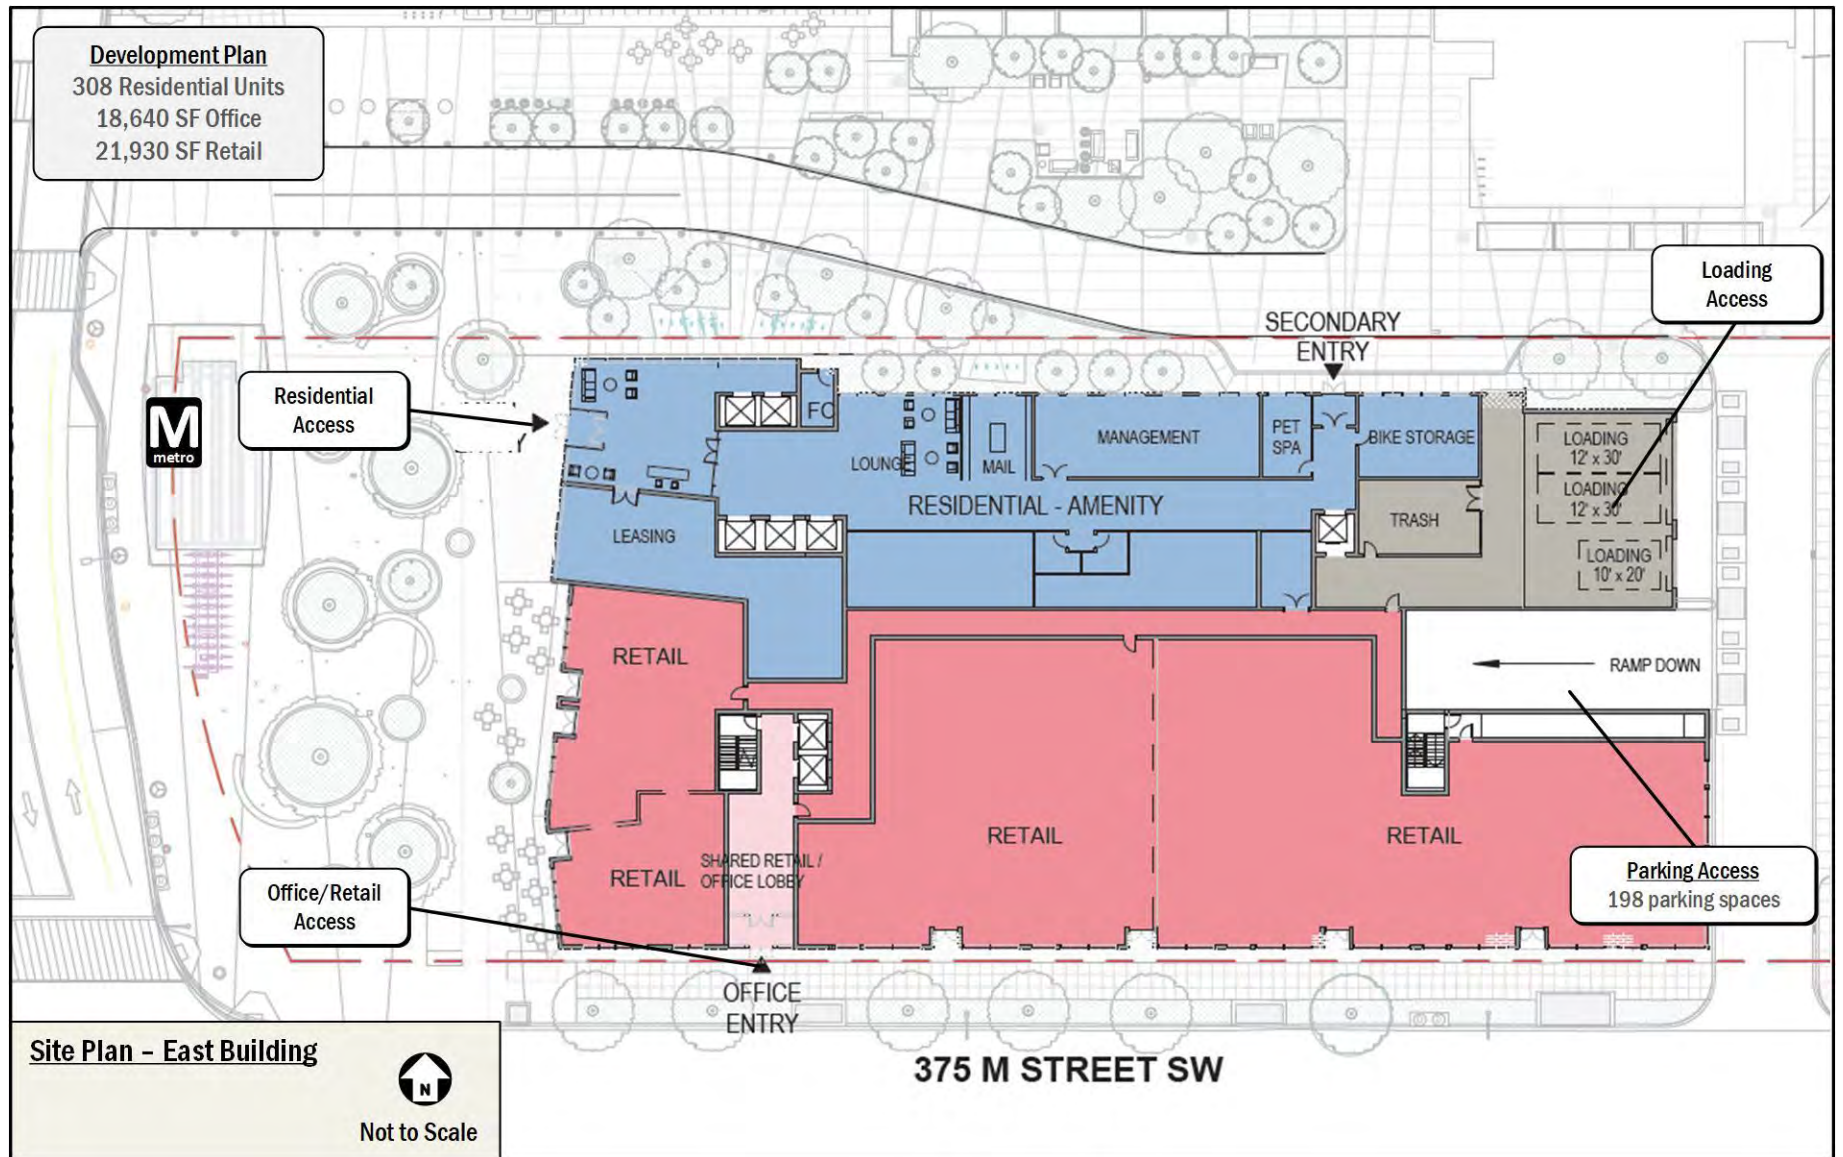 Development Plan
308 Residential Units
18,640 SF Office
21,930 SF Retail
Loading
Access
SECONDARY
ENTRY
Residential
Access
M
metro
FC
LOUNGE
MAIL
MANAGEMENT
PET
SPA
BIKE STORAGE
LOADING
12' x 30'
LOADING
12' x 30'
LOADING
10' x 20'
RESIDENTIAL - AMENITY
TRASH
LEASING
RETAIL
RAMP DOWN
RETAIL
RETAIL
RETAIL
SHARED RETAIL /
OFFICE LOBBY
Parking Access
198 parking spaces
Office/Retail
Access
OFFICE
ENTRY
375 M STREET SW
Site Plan – East Building
N
Not to Scale